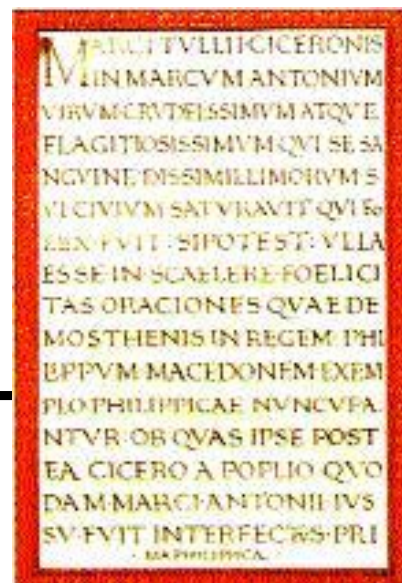 MARCI TVLLII·CICERONIS
IN MARCVM ANTONIVM
VIRVM·CRVDELISSIMVM ATQVE
FLAGITIOSISSIMVM QVI SE SA
NGVINE DISSIMILLIMORVM S
VI CIVIVM SATVRAVIT QVI
FVIT : SI POTEST : VLLA
ESSE IN·SCAELERE·FOELICI
TAS ORACIONES·QVAE DE
MOSTHENIS IN REGEM·PHI
LIPPVM·MACEDONEM·EXEM
PLO·PHILIPPICAE NVNCVPA
NTVR·OB QVAS IPSE POST
EA CICERO A POPLIO QVO
DAM·MARCI·ANTONII·IVS
SV·FVIT INTERFECTVS·PRI
·MA PHILIPPICA·